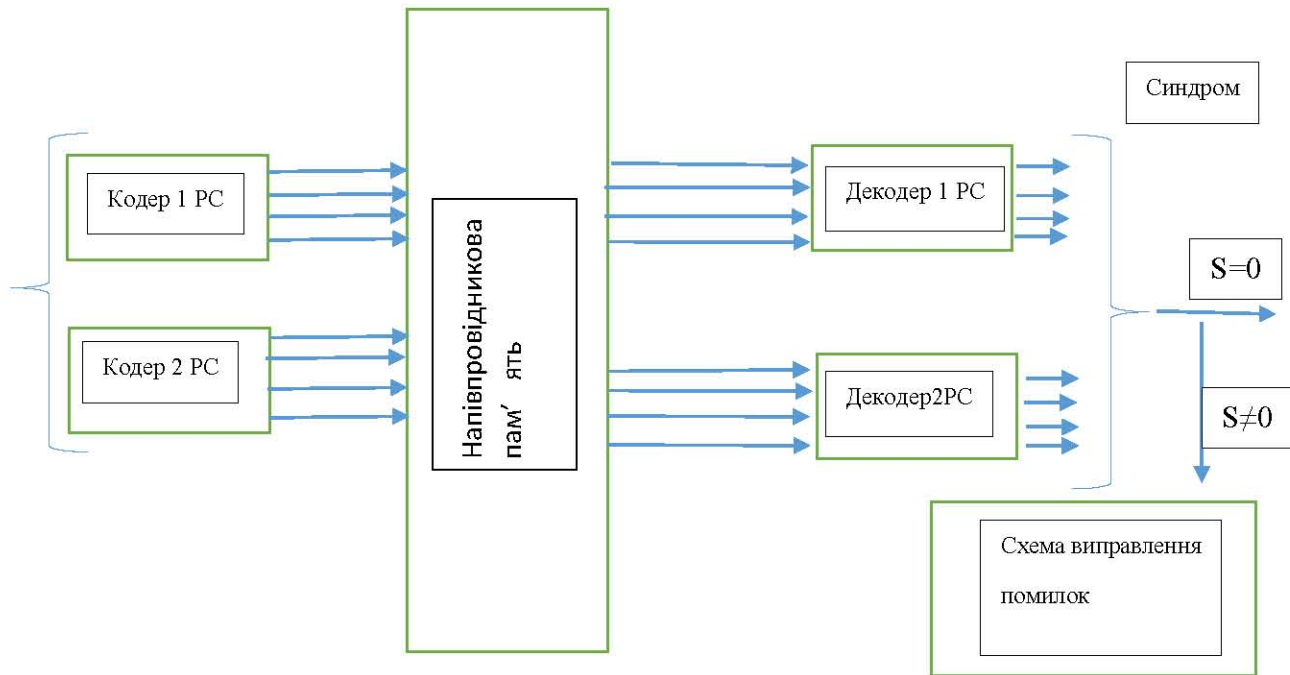 Синдром
Кодер 1 РС
Декодер 1 РС
S=0
Напівпровідникова
пам’ ять
Кодер 2 РС
Декодер2РС
S≠0
Схема виправлення
помилок